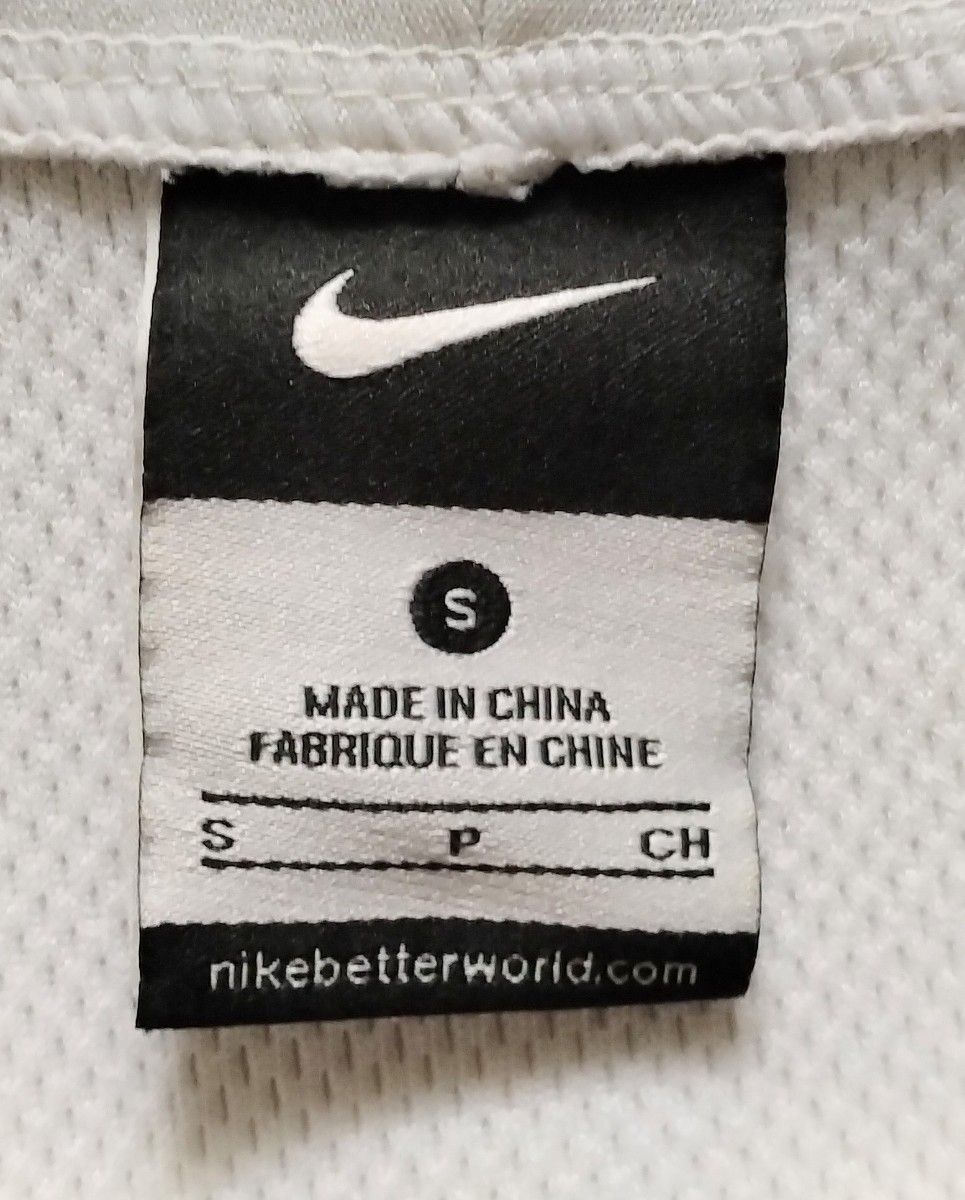 S
MADE IN CHINA
FABRIQUE EN CHINE
S P CH
nikebetterworld.com